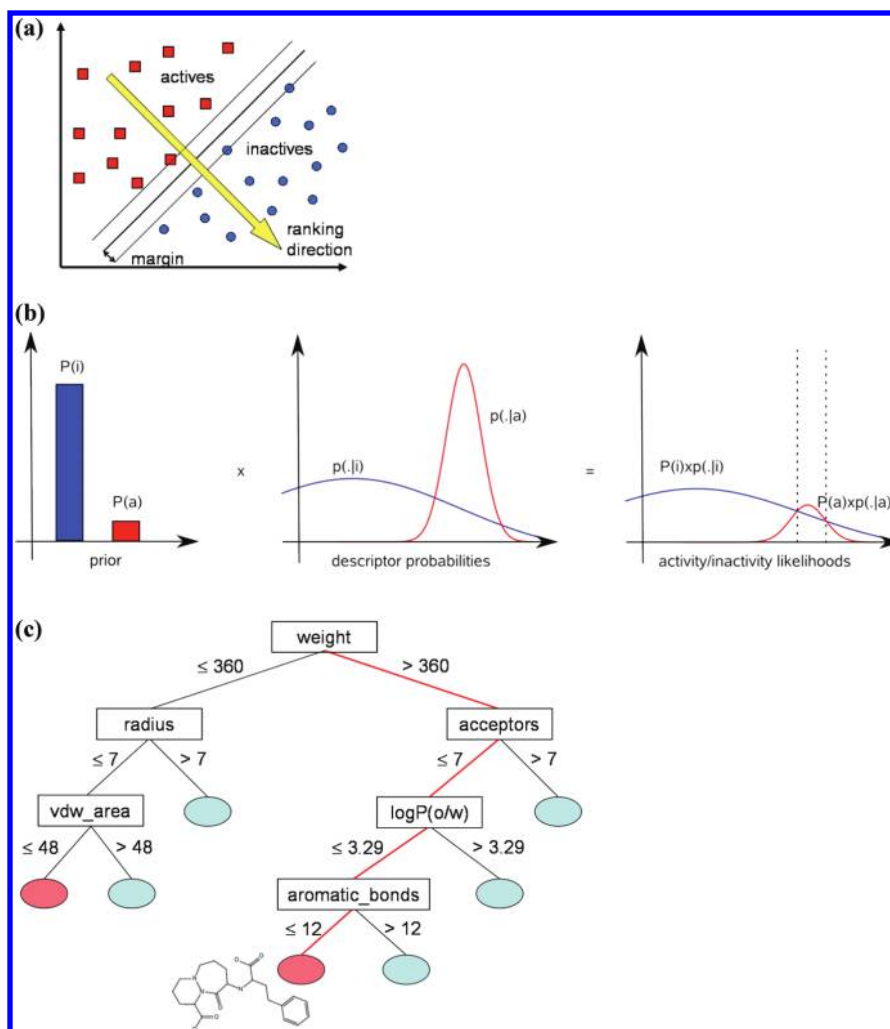 (a)
actives
inactives
ranking
direction
margin
(b)
P(i)
P(a)
prior
x
p(.|i)
p(.|a)
descriptor probabilities
=
P(i)xp(.|i)
P(a)xp(.|a)
activity/inactivity likelihoods
(c)
weight
≤ 360
> 360
radius
acceptors
≤ 7
> 7
≤ 7
> 7
vdw_area
logP(o/w)
≤ 48
> 48
≤ 3.29
> 3.29
aromatic_bonds
≤ 12
> 12